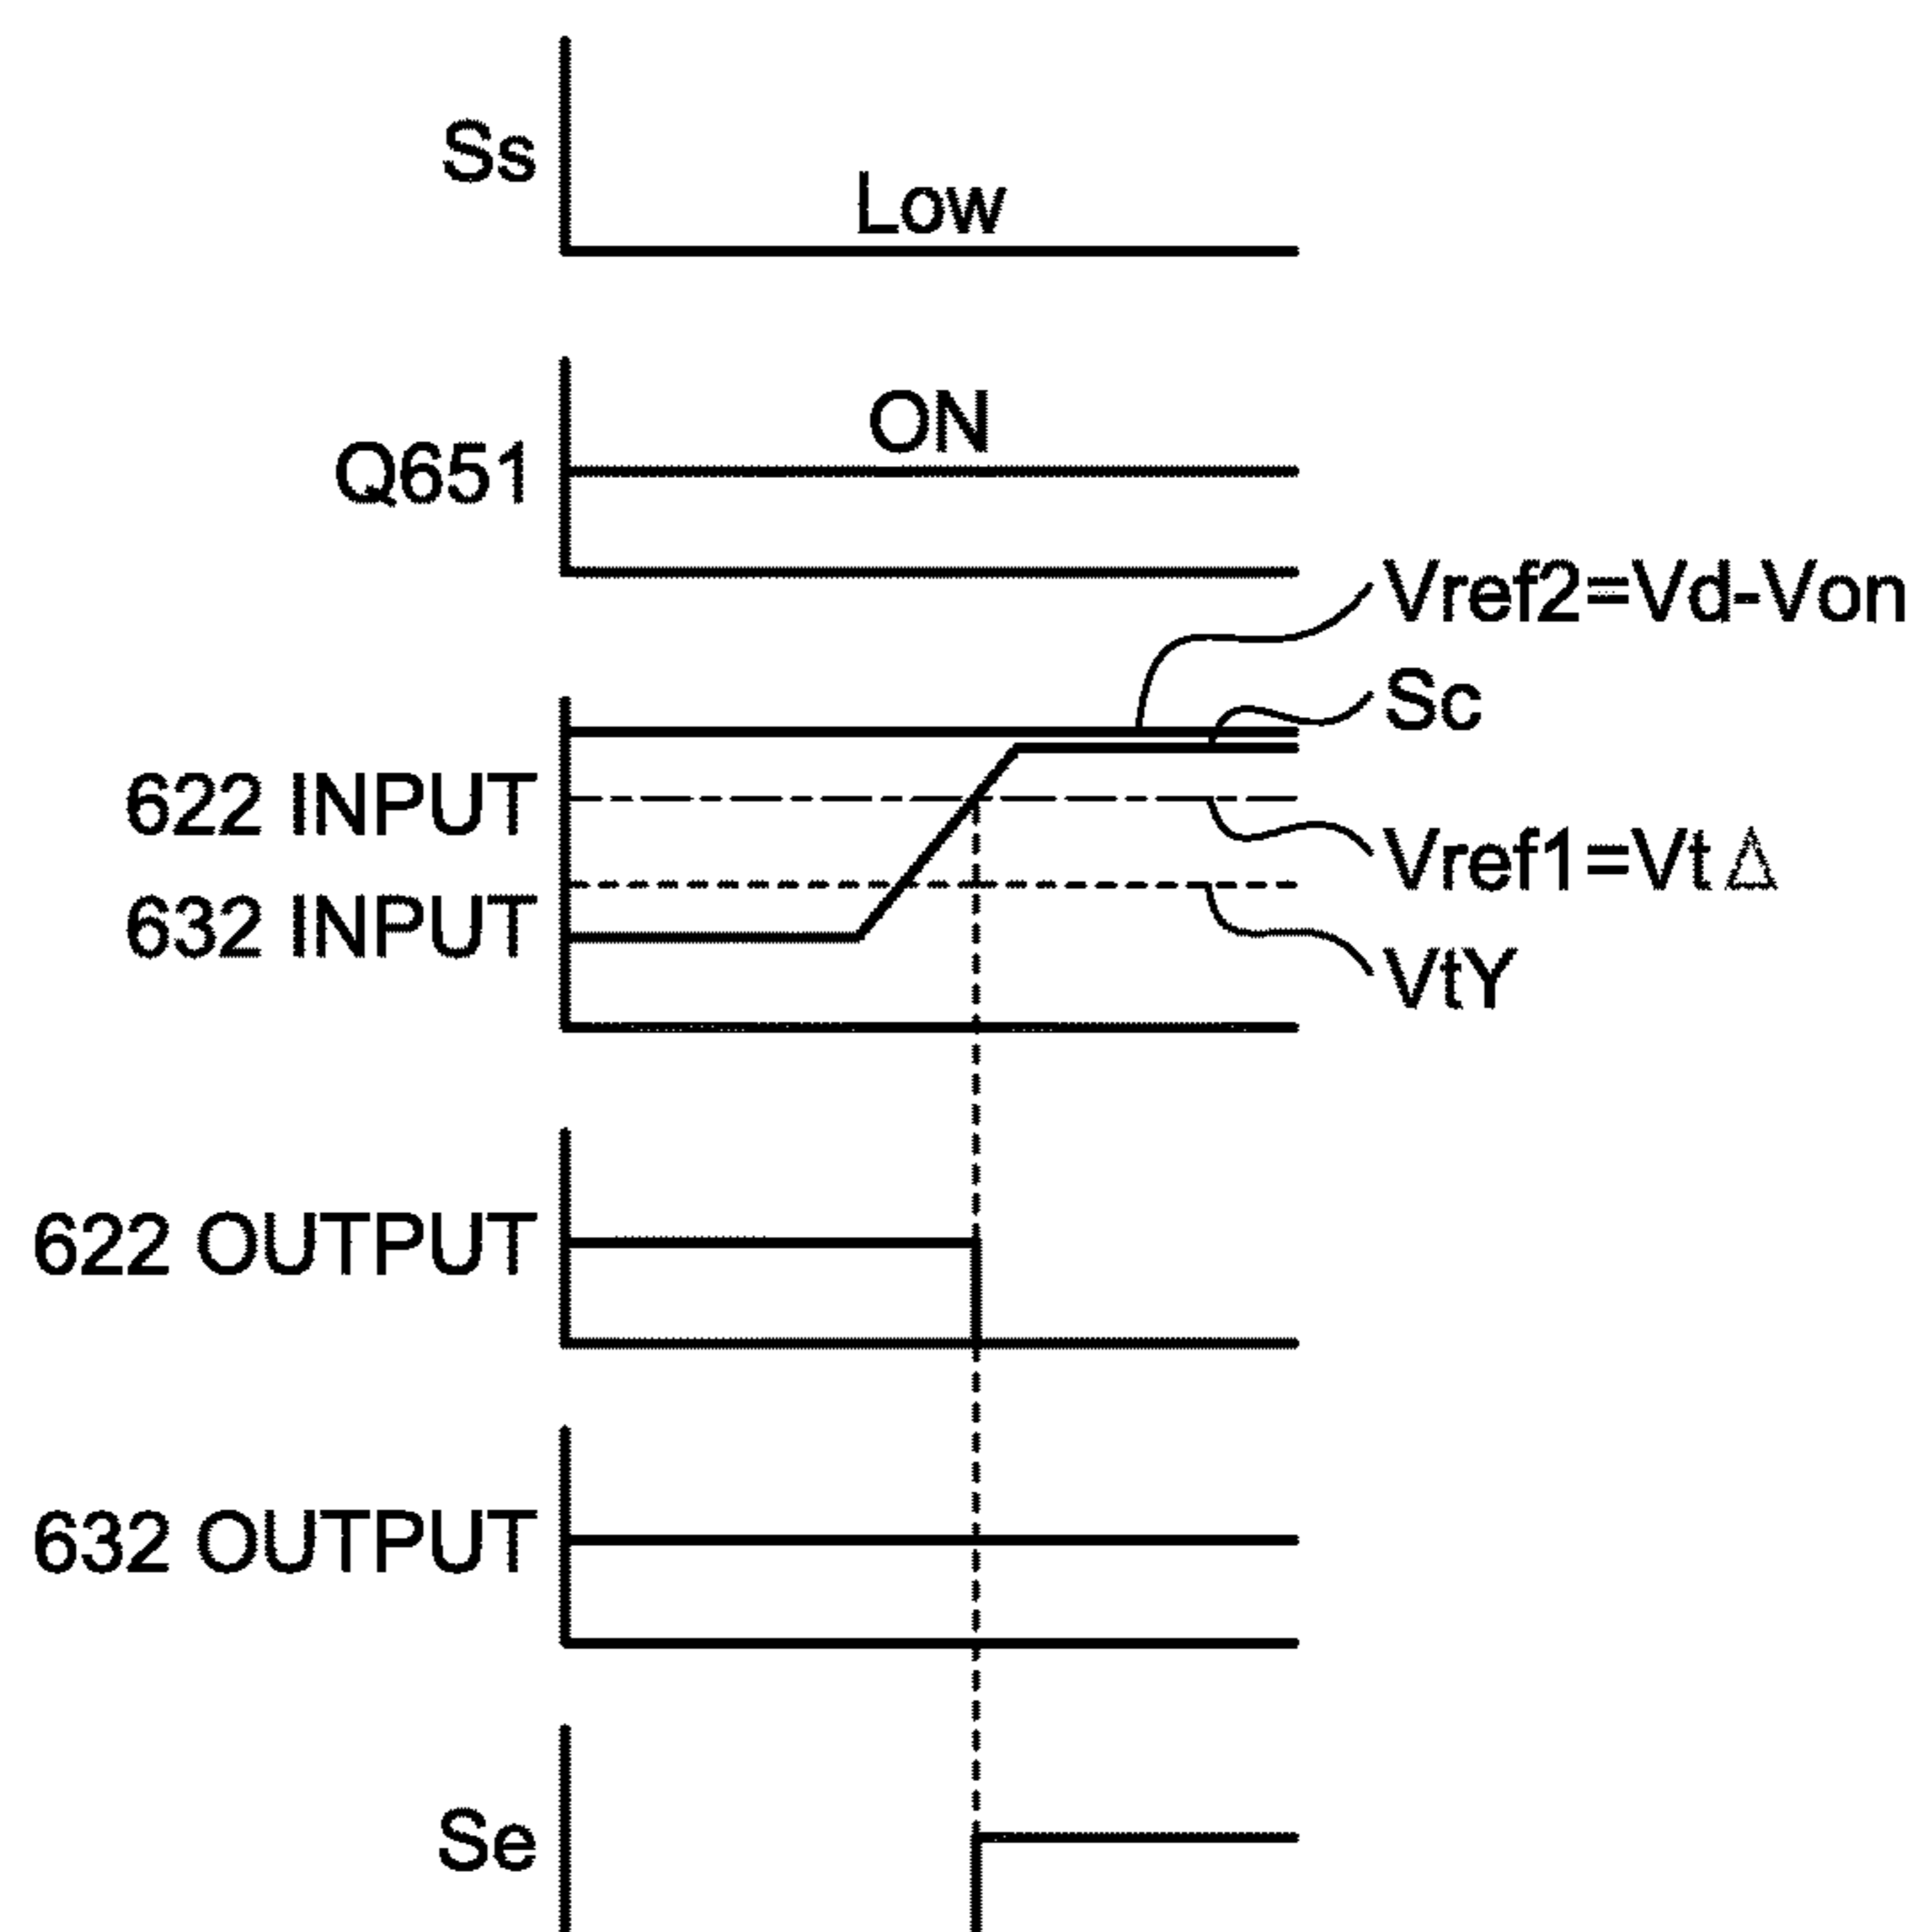 Ss
Low
Q651
ON
Vref2=Vd-Von
Sc
622 INPUT
Vref1=Vt Δ
632 INPUT
VtY
622 OUTPUT
632 OUTPUT
Se